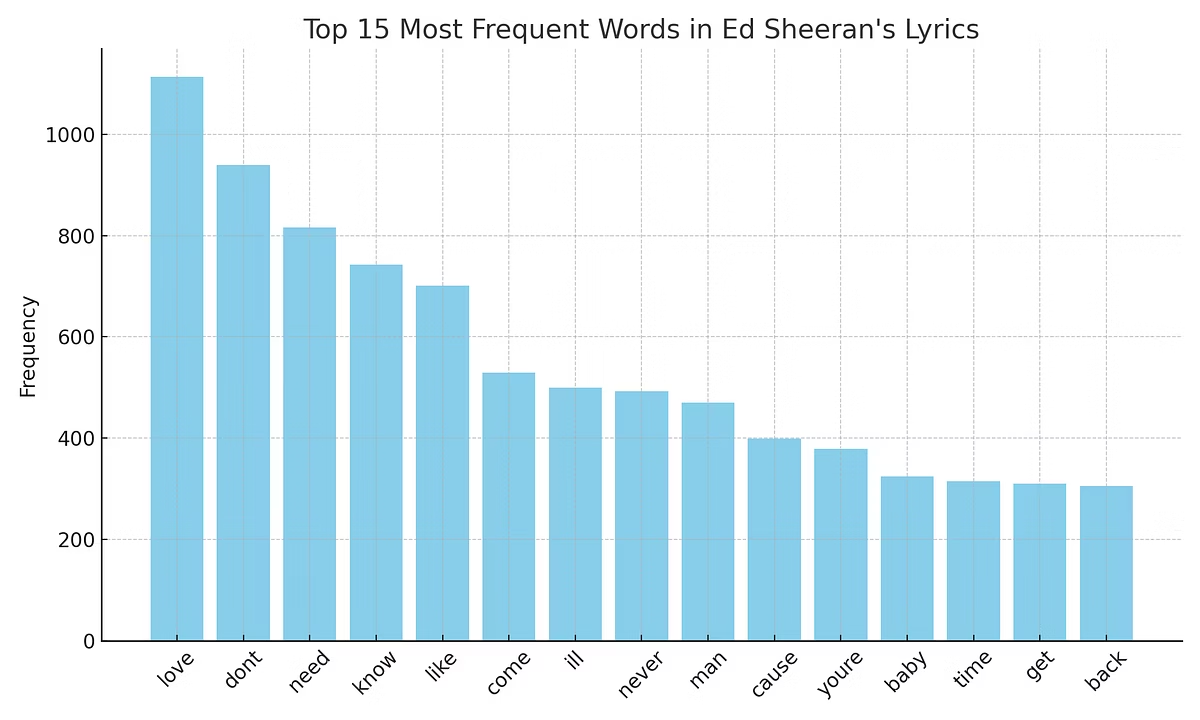 Top 15 Most Frequent Words in Ed Sheeran's Lyrics
1000
800
600
400
200
0
Frequency
love dont need know like come ill never man cause youre baby time get back